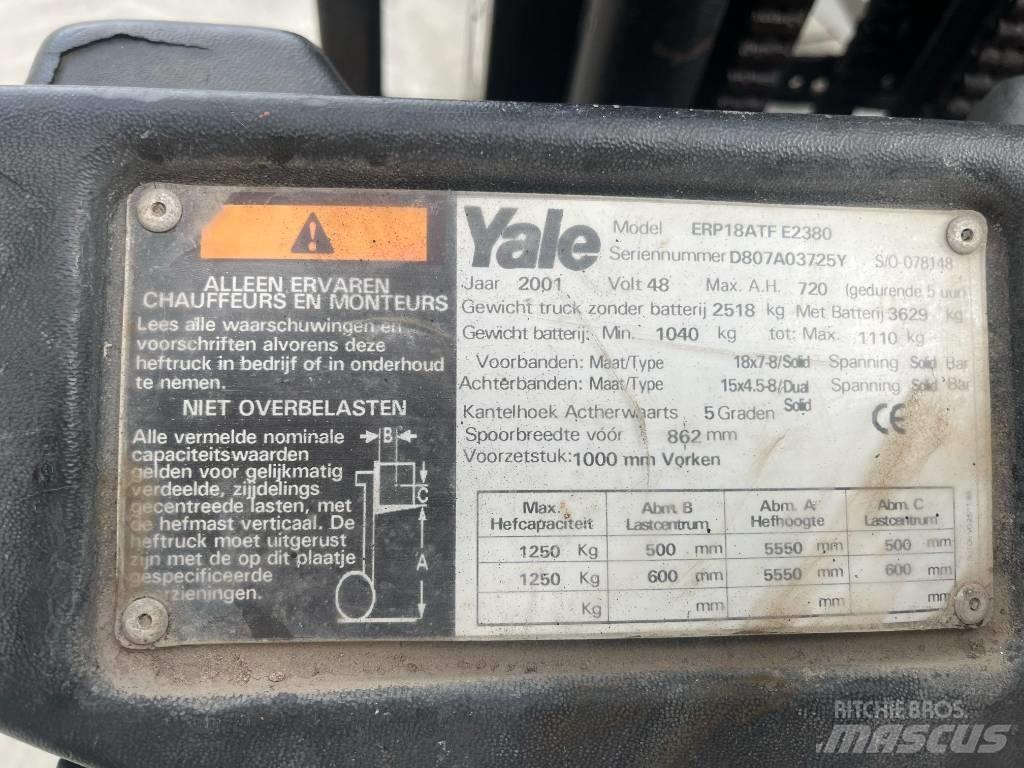 ALLEEN ERVAREN
CHAUFFEURS EN MONTEURS
Lees alle waarschuwingen en
voorschriften alvorens deze
heftruck in bedrijf of in onderhoud
te nemen.
NIET OVERBELASTEN
Alle vermelde nominale
capaciteitswaarden
gelden voor gelijkmatig
verdeelde, zijdelings
gecentreerde lasten, met
de hefmast verticaal. De
heftruck moet uitgerust
zijn met de op dit plaatje
gespecificeerde
voorzieningen.
B
C
A
Yale Model ERP18ATF E2380
Seriennummer D807A03725Y S/O-078148
Jaar 2001 Volt 48 Max. A.H. 720 (gedurende 5 uur)
Gewicht truck zonder batterij 2518 kg Met Batterij 3629 kg
Gewicht batterij: Min. 1040 kg tot: Max. 1110 kg
Voorbanden: Maat/Type 18x7-8/Solid Spanning Solid Bar
Achterbanden: Maat/Type 15x4.5-8/Dual Solid Spanning Solid Bar
Kantelhoek Actherwaarts 5 Graden
Spoorbreedte vóór 862 mm CE
Voorzetstuk: 1000 mm Vorken
Max. Hefcapaciteit Abm. B Lastcentrum Abm. A Hefhoogte Abm. C Lastcentrum
1250 Kg 500 mm 5550 mm 500 mm
1250 Kg 600 mm 5550 mm 600 mm
Kg mm mm mm
RITCHIE BROS.
MASCUS